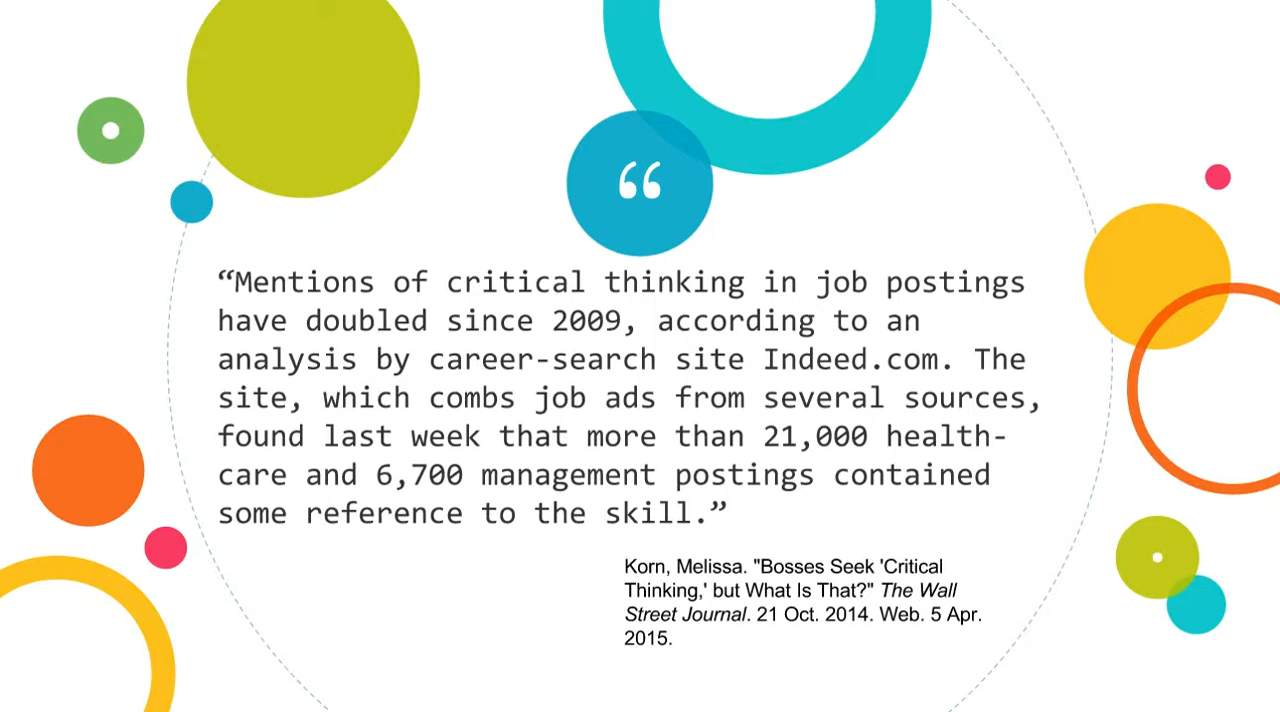 “
“Mentions of critical thinking in job postings
have doubled since 2009, according to an
analysis by career-search site Indeed.com. The
site, which combs job ads from several sources,
found last week that more than 21,000 health-
care and 6,700 management postings contained
some reference to the skill.”
Korn, Melissa. "Bosses Seek 'Critical
Thinking,' but What Is That?" The Wall
Street Journal. 21 Oct. 2014. Web. 5 Apr.
2015.